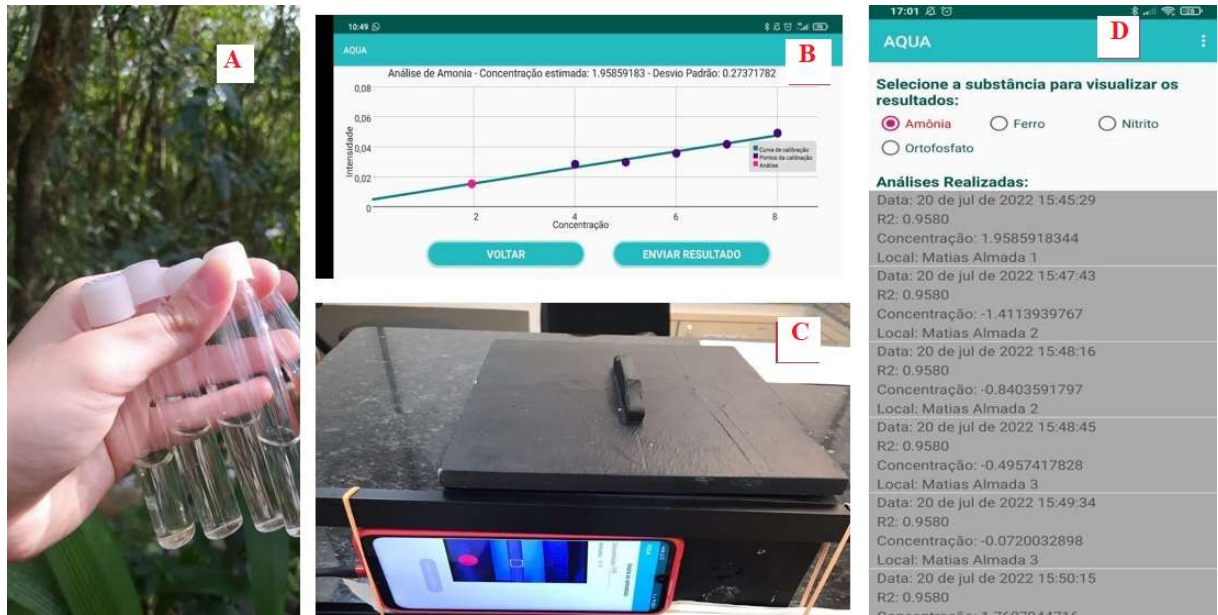 A
10:49
AQUA
B
Análise de Amonia - Concentração estimada: 1.95859183 - Desvio Padrão: 0.27371782
0,08
0,06
0,04
0,02
0
Intensidade
2
4
6
8
Concentração
Curva de calibração
Pontos da calibração
Análise
VOLTAR
ENVIAR RESULTADO
C
AQUA
17:01
D
AQUA
Selecione a substância para visualizar os
resultados:
Amônia Ferro Nitrito
Ortofosfato
Análises Realizadas:
Data: 20 de jul de 2022 15:45:29
R2: 0.9580
Concentração: 1.9585918344
Local: Matias Almada 1
Data: 20 de jul de 2022 15:47:43
R2: 0.9580
Concentração: -1.4113939767
Local: Matias Almada 2
Data: 20 de jul de 2022 15:48:16
R2: 0.9580
Concentração: -0.8403591797
Local: Matias Almada 2
Data: 20 de jul de 2022 15:48:45
R2: 0.9580
Concentração: -0.4957417828
Local: Matias Almada 3
Data: 20 de jul de 2022 15:49:34
R2: 0.9580
Concentração: -0.0720032898
Local: Matias Almada 3
Data: 20 de jul de 2022 15:50:15
R2: 0.9580